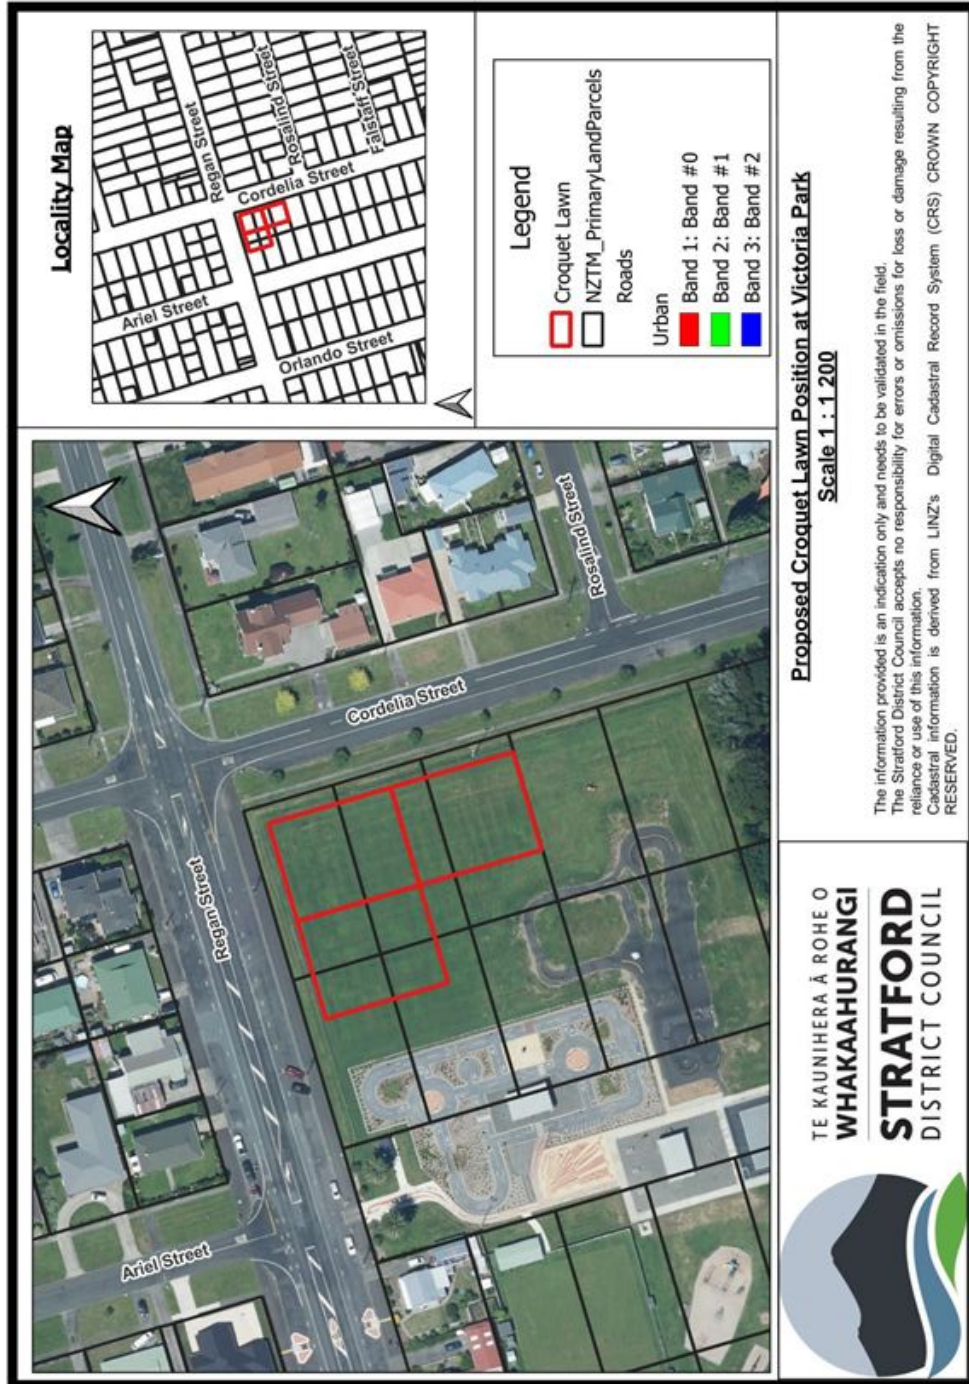 Regan Street
Cordelia Street
Rosalind Street
Ariel Street
Locality Map
Regan Street
Rosalind Street
Falstaff Street
Cordelia Street
Ariel Street
Orlando Street
Legend
Croquet Lawn
NZTM_PrimaryLandParcels
Roads
Urban
Band 1: Band #0
Band 2: Band #1
Band 3: Band #2
TE KAUNIHERA Ā ROHE O
WHAKAAHURANGI
STRATFORD
DISTRICT COUNCIL
Proposed Croquet Lawn Position at Victoria Park
Scale 1 : 1 200
The information provided is an indication only and needs to be validated in the field.
The Stratford District Council accepts no responsibility for errors or omissions for loss or damage resulting from the
reliance or use of this information.
Cadastral information is derived from LINZ's Digital Cadastral Record System (CRS) CROWN COPYRIGHT
RESERVED.